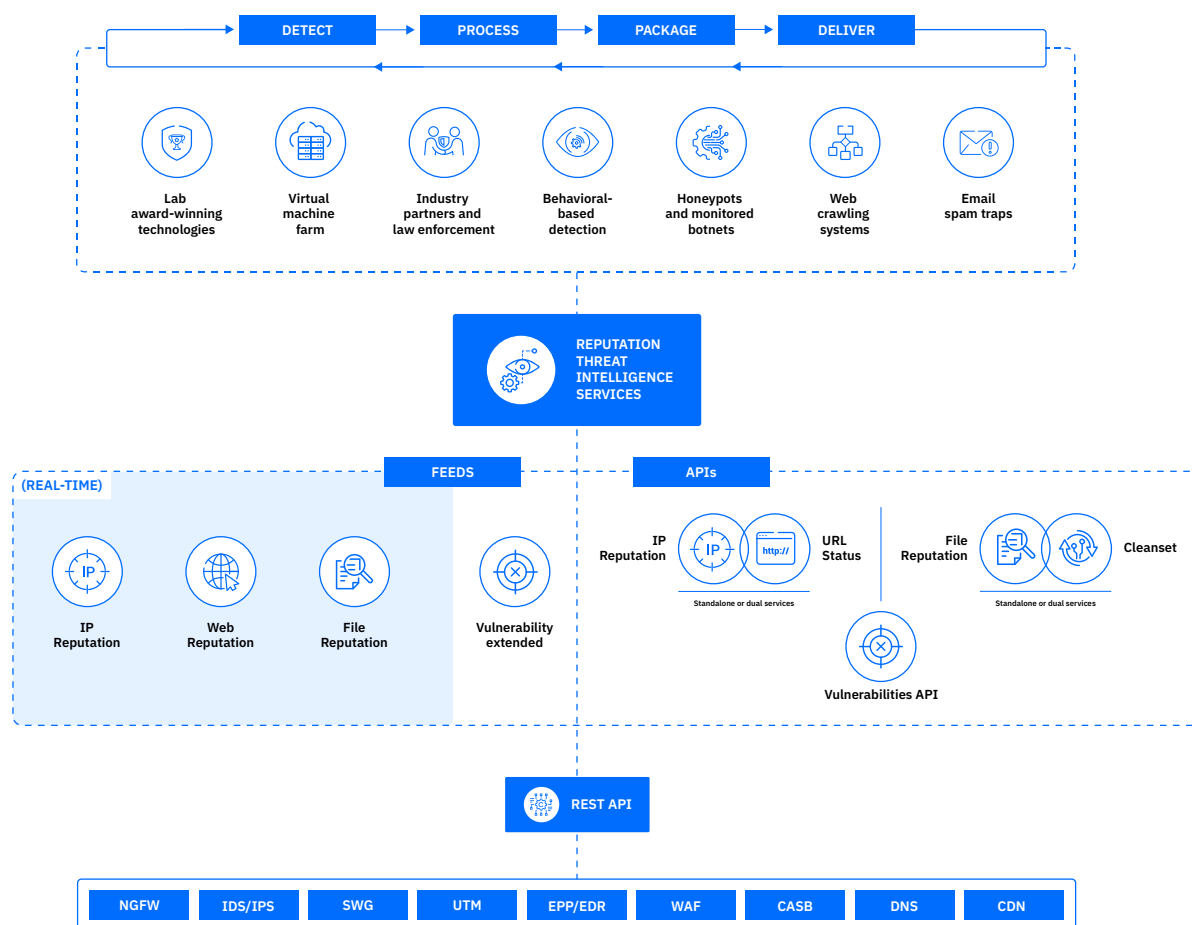 DETECT
PROCESS
PACKAGE
DELIVER
Lab
award-winning
technologies
Virtual
machine
farm
Industry
partners and
law enforcement
Behavioral-
based
detection
Honeypots
and monitored
botnets
Web
crawling
systems
Email
spam traps
REPUTATION
THREAT
INTELLIGENCE
SERVICES
FEEDS
(REAL-TIME)
IP
IP
Reputation
Web
Reputation
File
Reputation
Vulnerability
extended
APIs
IP
Reputation
IP
http://
URL
Status
Standalone or dual services
File
Reputation
Cleanset
Standalone or dual services
Vulnerabilities API
REST API
NGFW
IDS/IPS
SWG
UTM
EPP/EDR
WAF
CASB
DNS
CDN